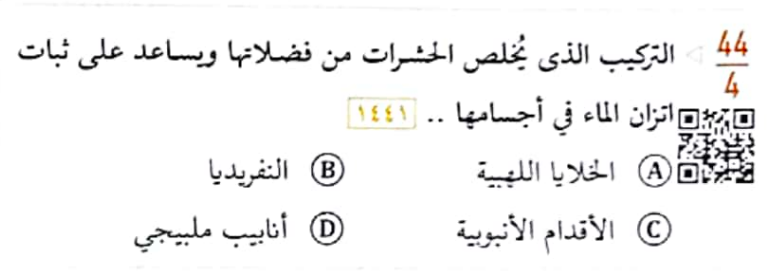 44/4 التركيب الذى يُخلص الحشرات من فضلاتها ويساعد على ثبات
اتزان الماء في أجسامها .. ١٤٤١
A الخلايا اللهبية B النفريديا
C الأقدام الأنبوبية D أنابيب ملبيجي